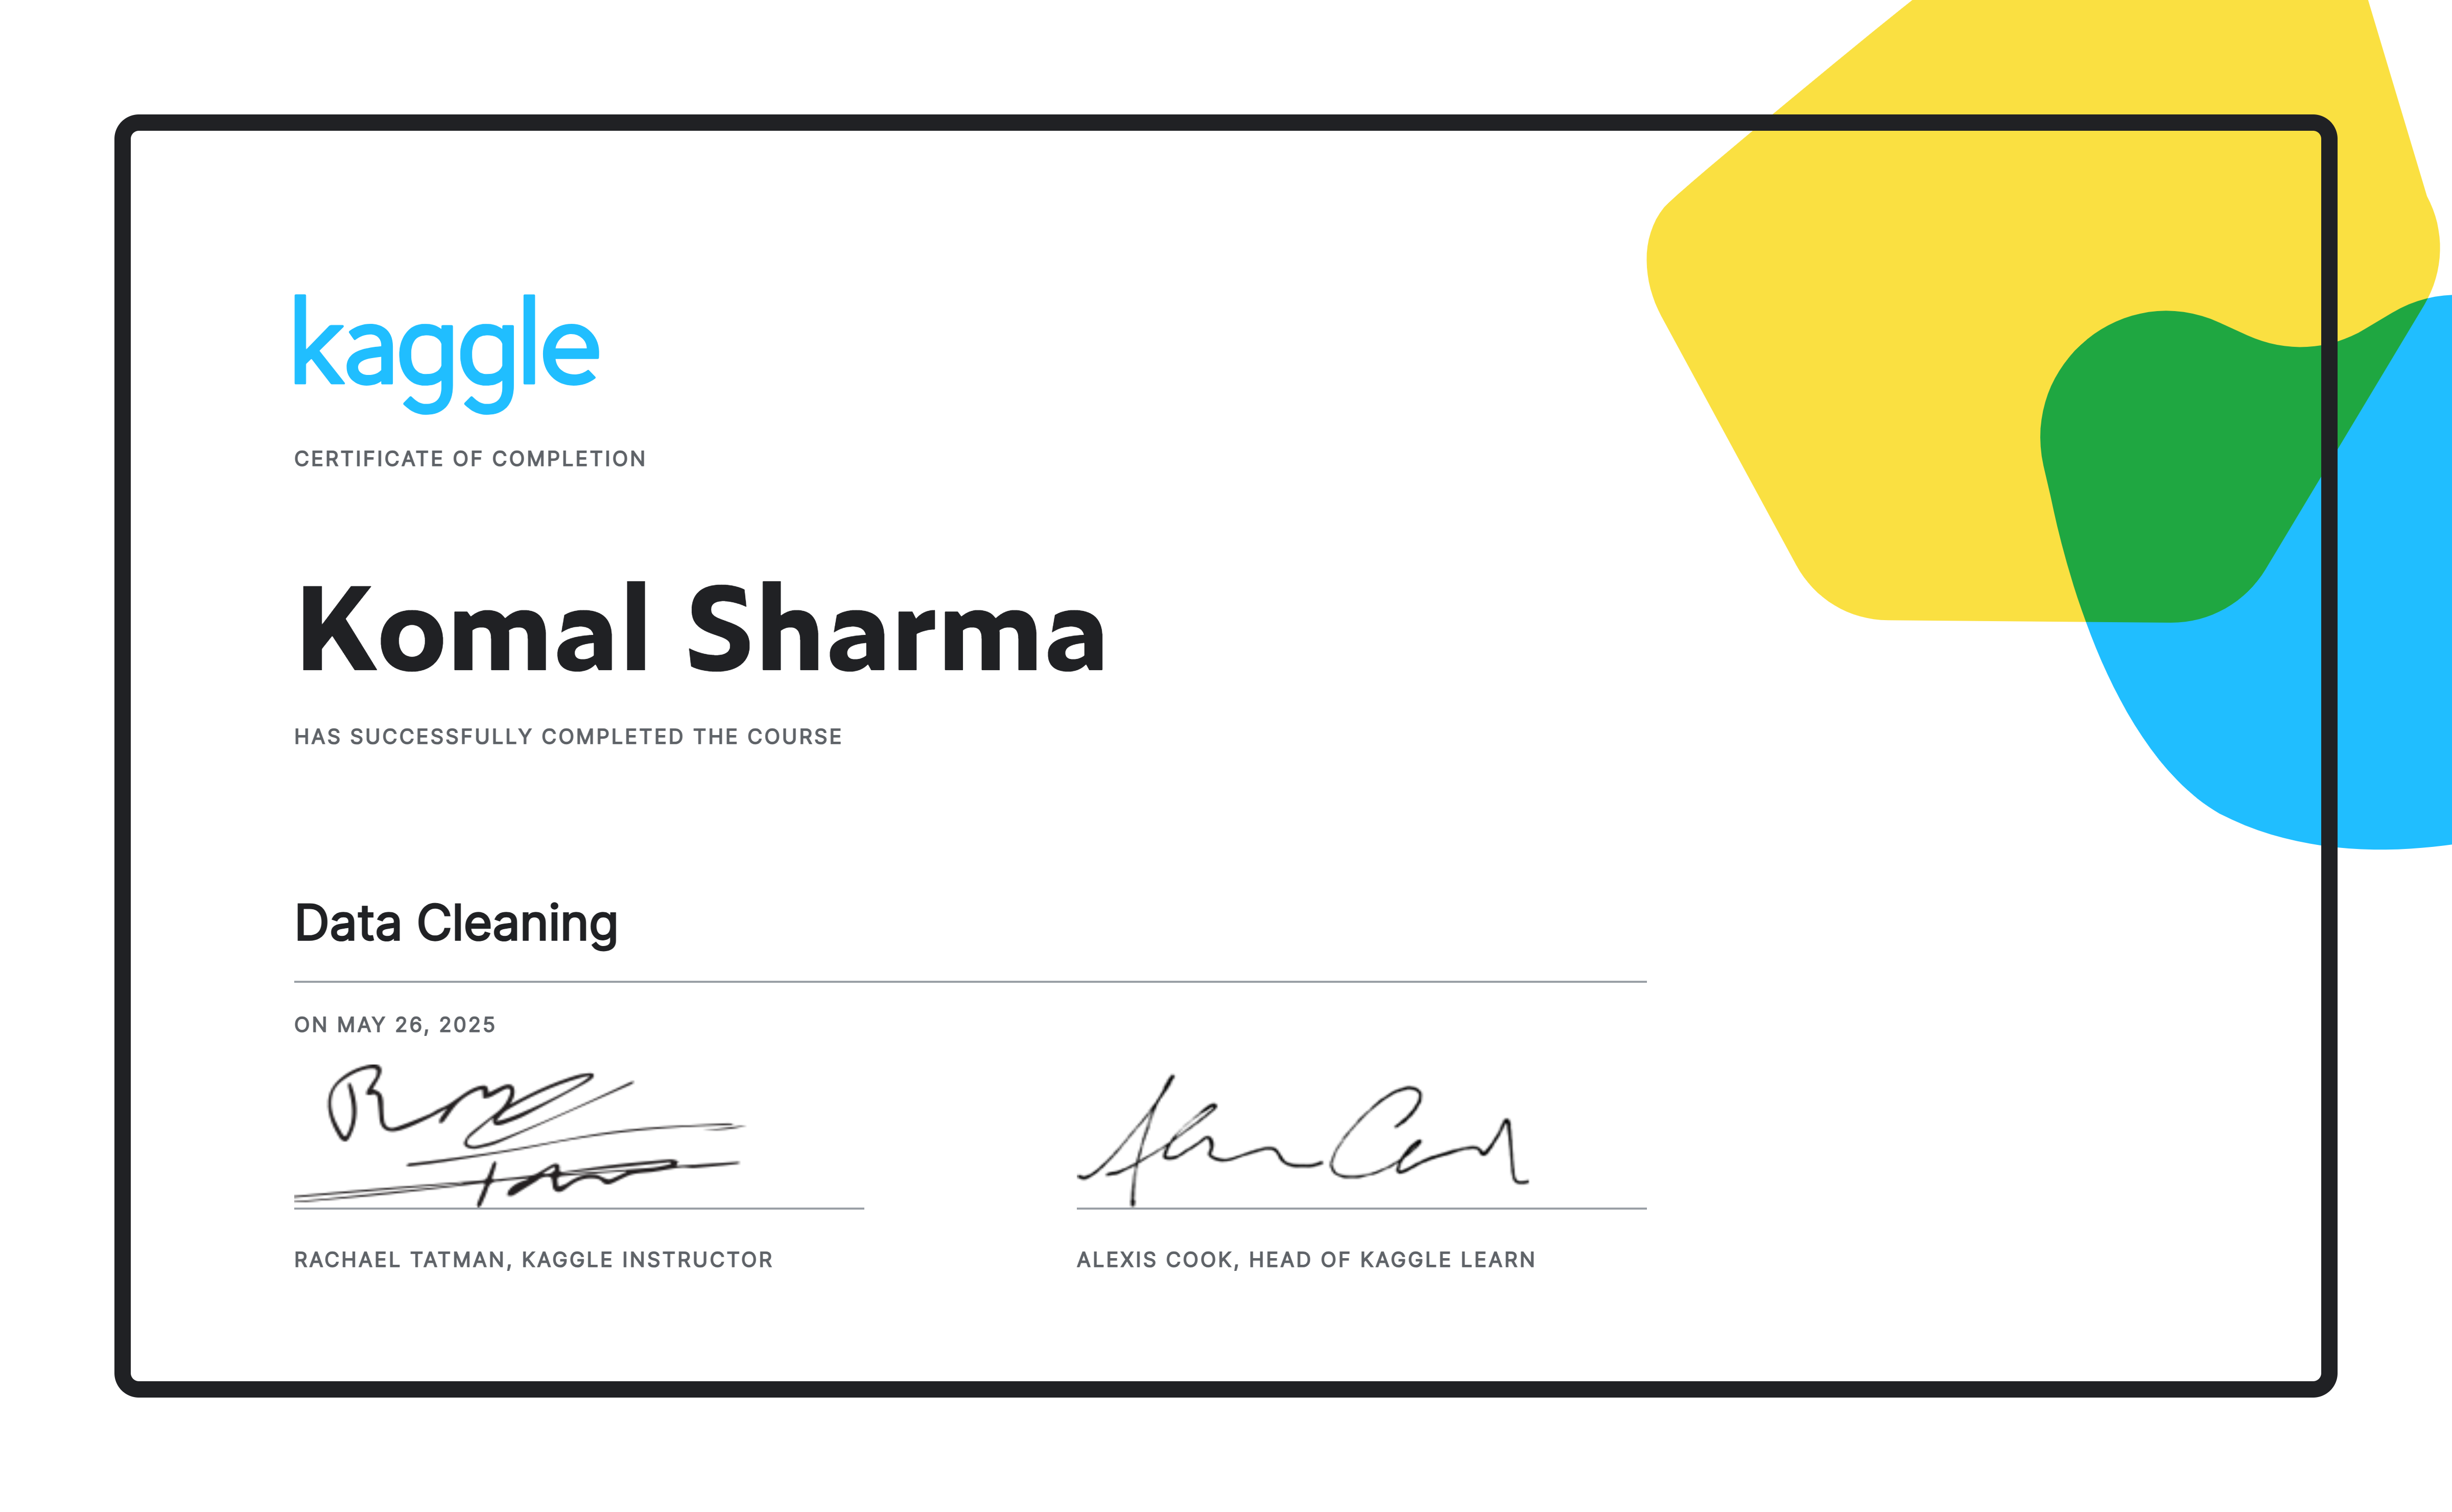 kaggle
CERTIFICATE OF COMPLETION
Komal Sharma
HAS SUCCESSFULLY COMPLETED THE COURSE
Data Cleaning
ON MAY 26, 2025
RACHAEL TATMAN, KAGGLE INSTRUCTOR
ALEXIS COOK, HEAD OF KAGGLE LEARN